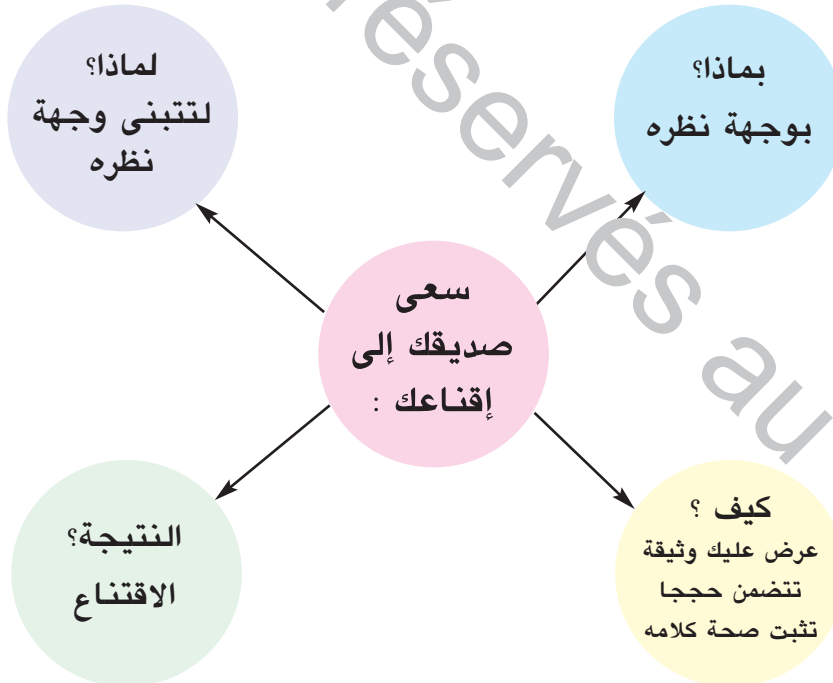 بماذا؟
بوجهة نظره
لماذا؟
لتتبنى وجهة
نظره
سعى
صديقك إلى
إقناعك :
كيف ؟
عرض عليك وثيقة
تتضمن حججا
تثبت صحة كلامه
النتيجة؟
الاقتناع
réservés au